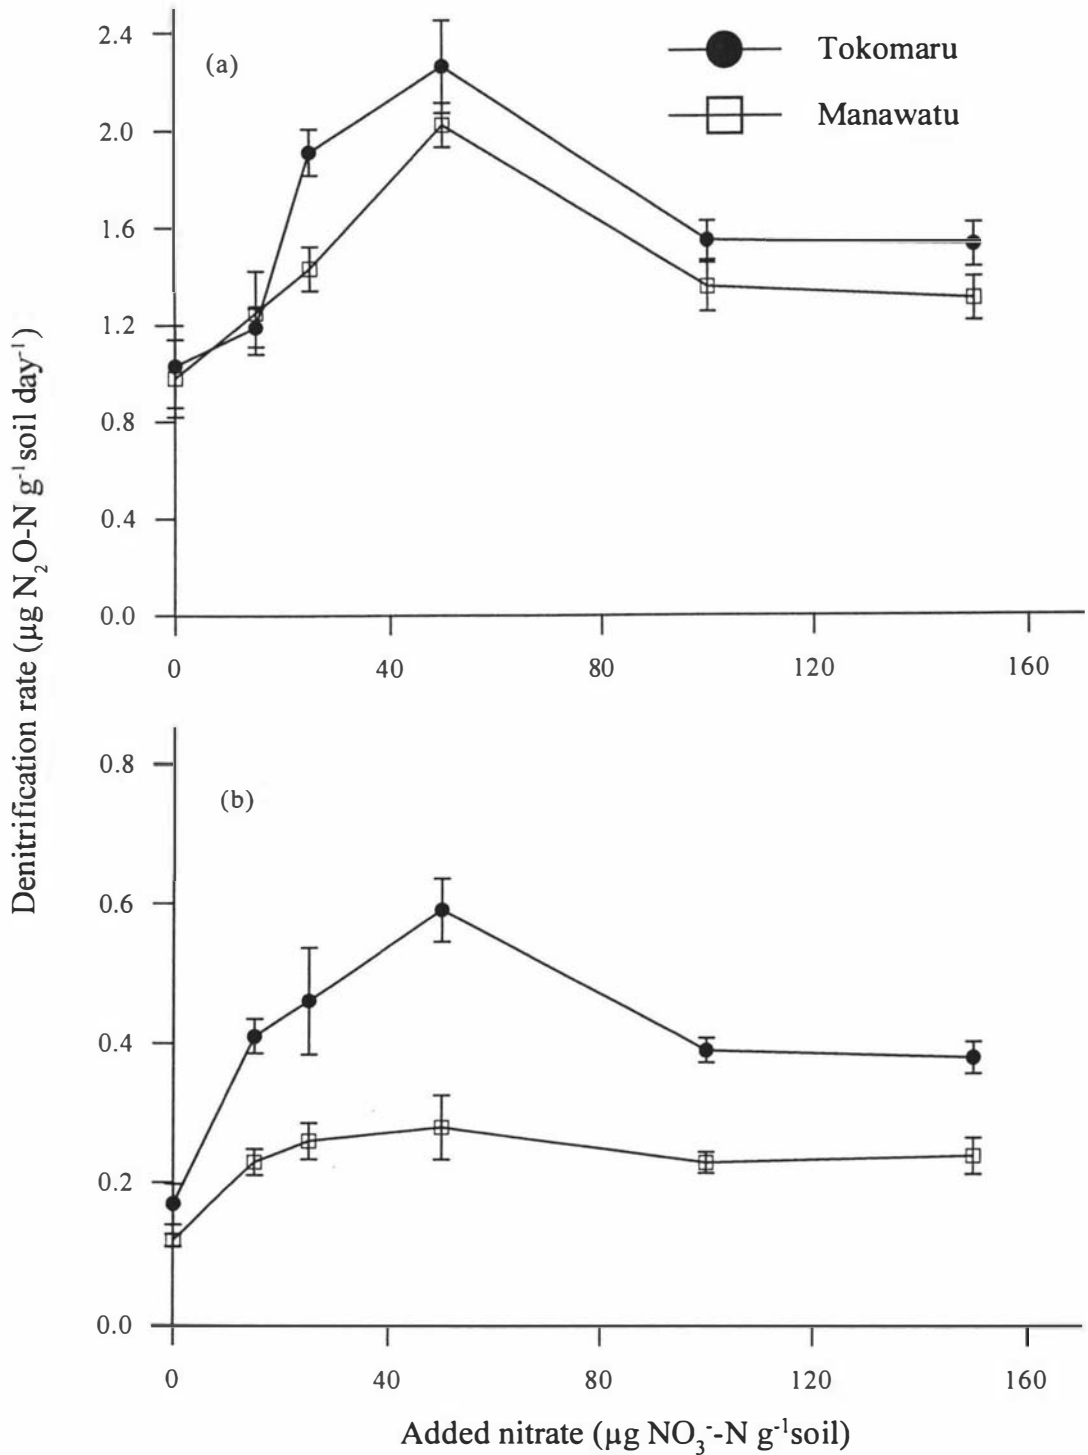 2.4
(a)
Tokomaru
Manawatu
2.0
1.6
1.2
0.8
0.4
0.0
0 40 80 120 160
Denitrification rate (µg N₂O-N g⁻¹soil day⁻¹)
0.8
(b)
0.6
0.4
0.2
0.0
0 40 80 120 160
Added nitrate (µg NO₃⁻-N g⁻¹soil)